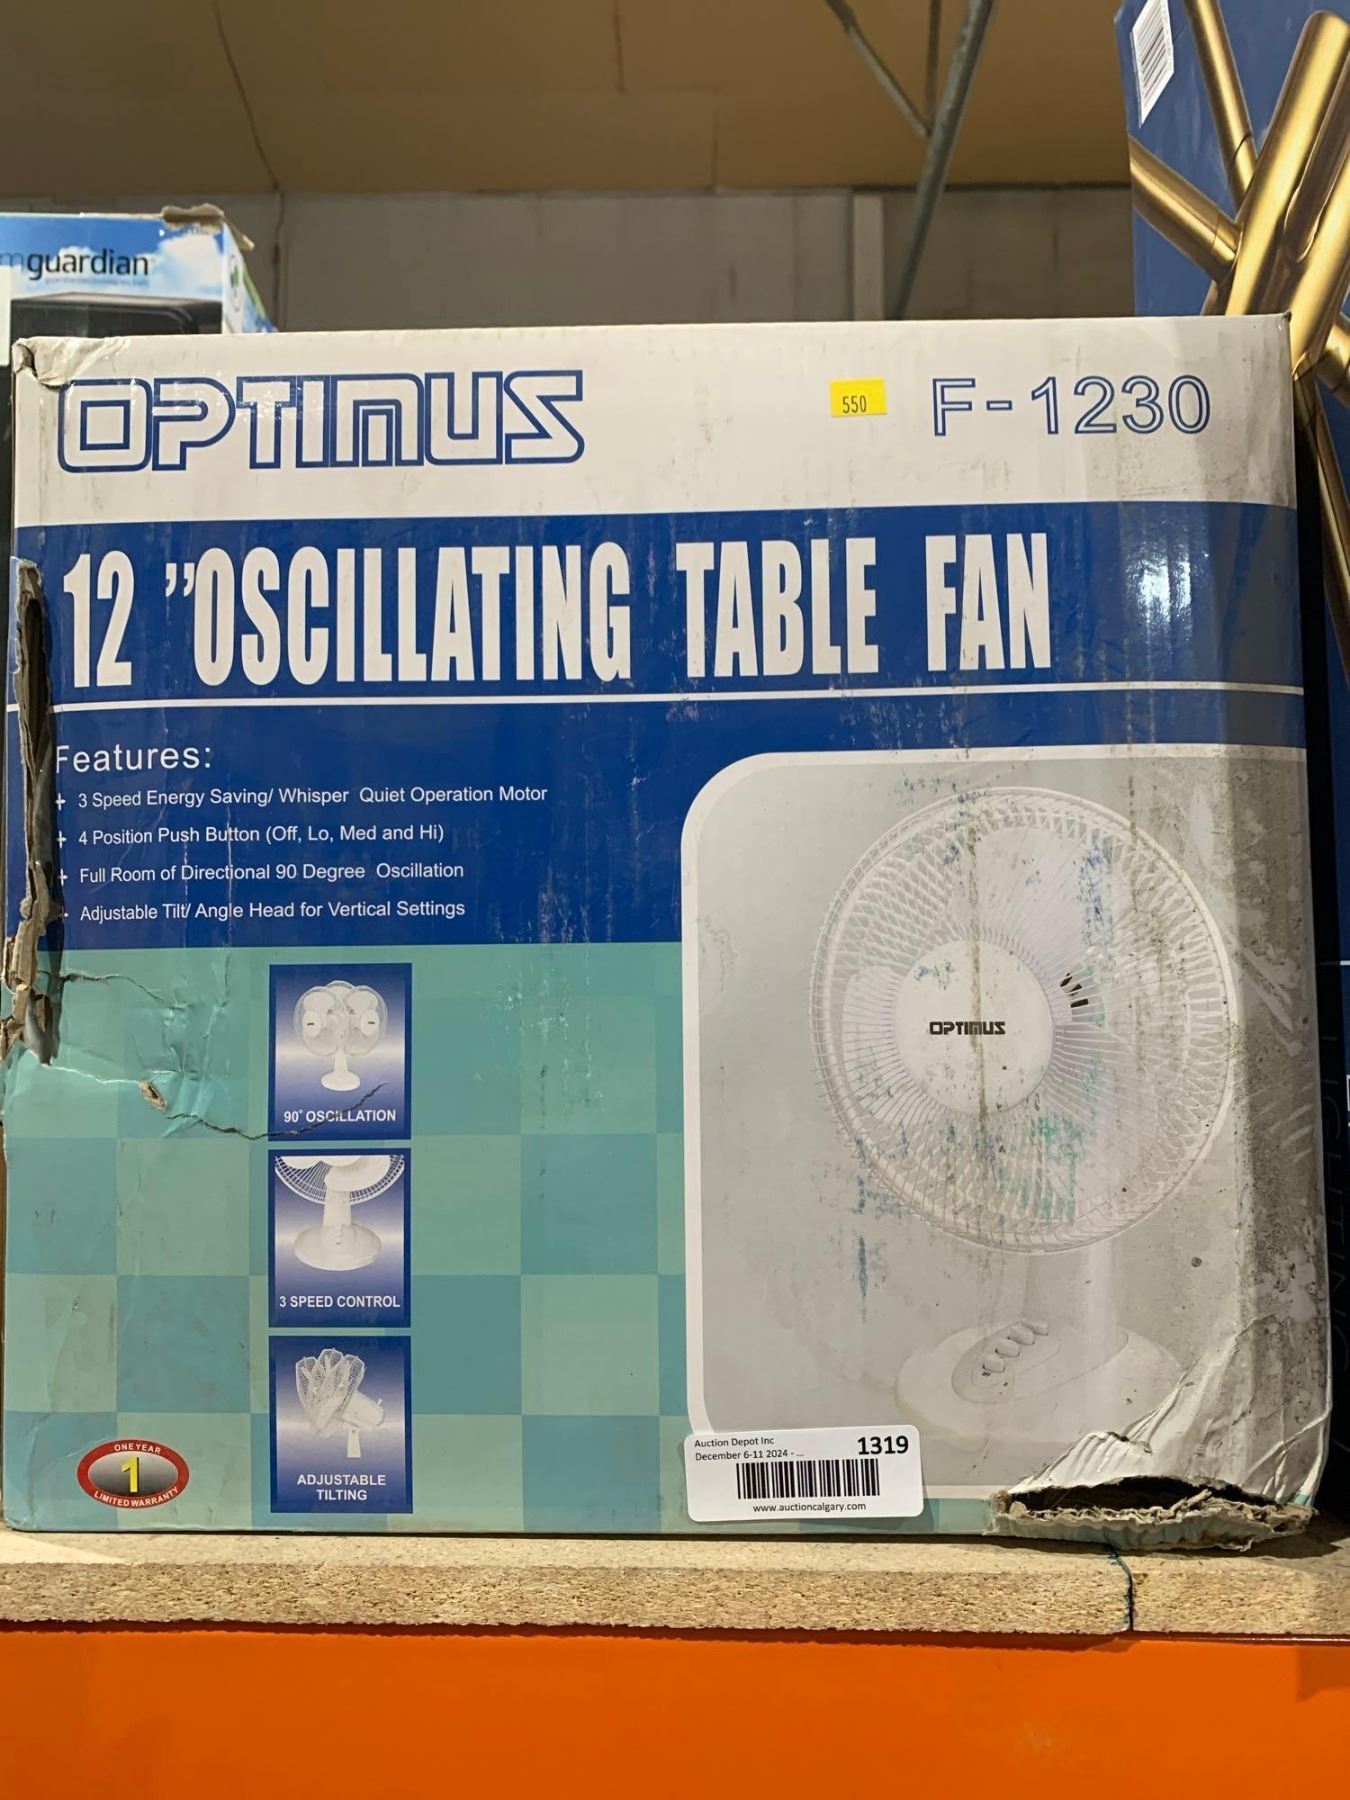 guardian
OPTIMUS
550
F-1230
12 "OSCILLATING TABLE FAN
Features:
+ 3 Speed Energy Saving/ Whisper Quiet Operation Motor
+ 4 Position Push Button (Off, Lo, Med and Hi)
+ Full Room of Directional 90 Degree Oscillation
Adjustable Tilt/ Angle Head for Vertical Settings
OPTIMUS
90° OSCILLATION
3 SPEED CONTROL
ADJUSTABLE
TILTING
ONE YEAR
1
LIMITED WARRANTY
Auction Depot Inc
1319
December 6-11 2024 - ...
www.auctioncalgary.com